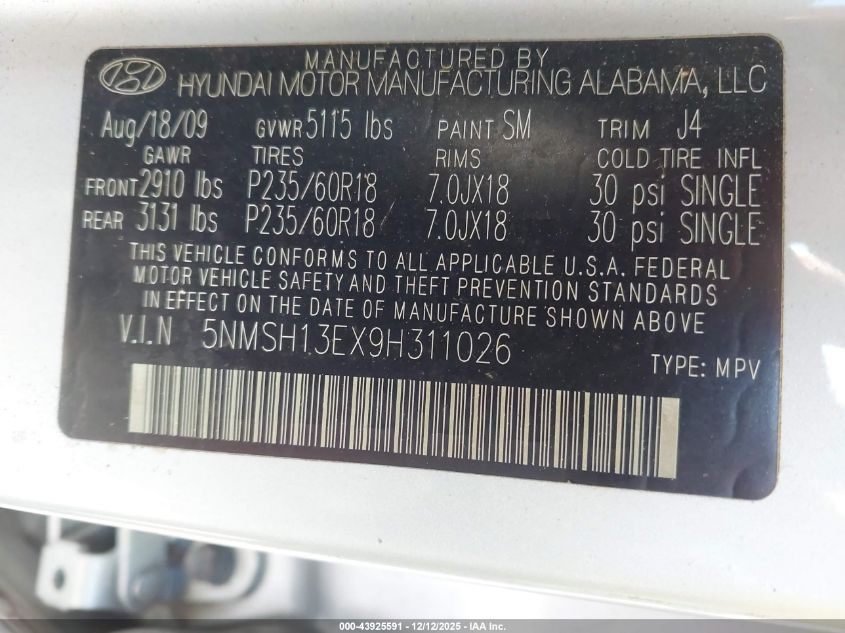 MANUFACTURED BY
HYUNDAI MOTOR MANUFACTURING ALABAMA, LLC
Aug/18/09 GVWR 5115 lbs PAINT SM TRIM J4
GAWR TIRES RIMS COLD TIRE INFL
FRONT 2910 lbs P235/60R18 7.0JX18 30 psi SINGLE
REAR 3131 lbs P235/60R18 7.0JX18 30 psi SINGLE
THIS VEHICLE CONFORMS TO ALL APPLICABLE U.S.A. FEDERAL
MOTOR VEHICLE SAFETY AND THEFT PREVENTION STANDARDS
IN EFFECT ON THE DATE OF MANUFACTURE SHOWN ABOVE
V.I.N 5NMSH13EX9H311026
TYPE: MPV
000-43925591 - 12/12/2025 - IAA Inc.